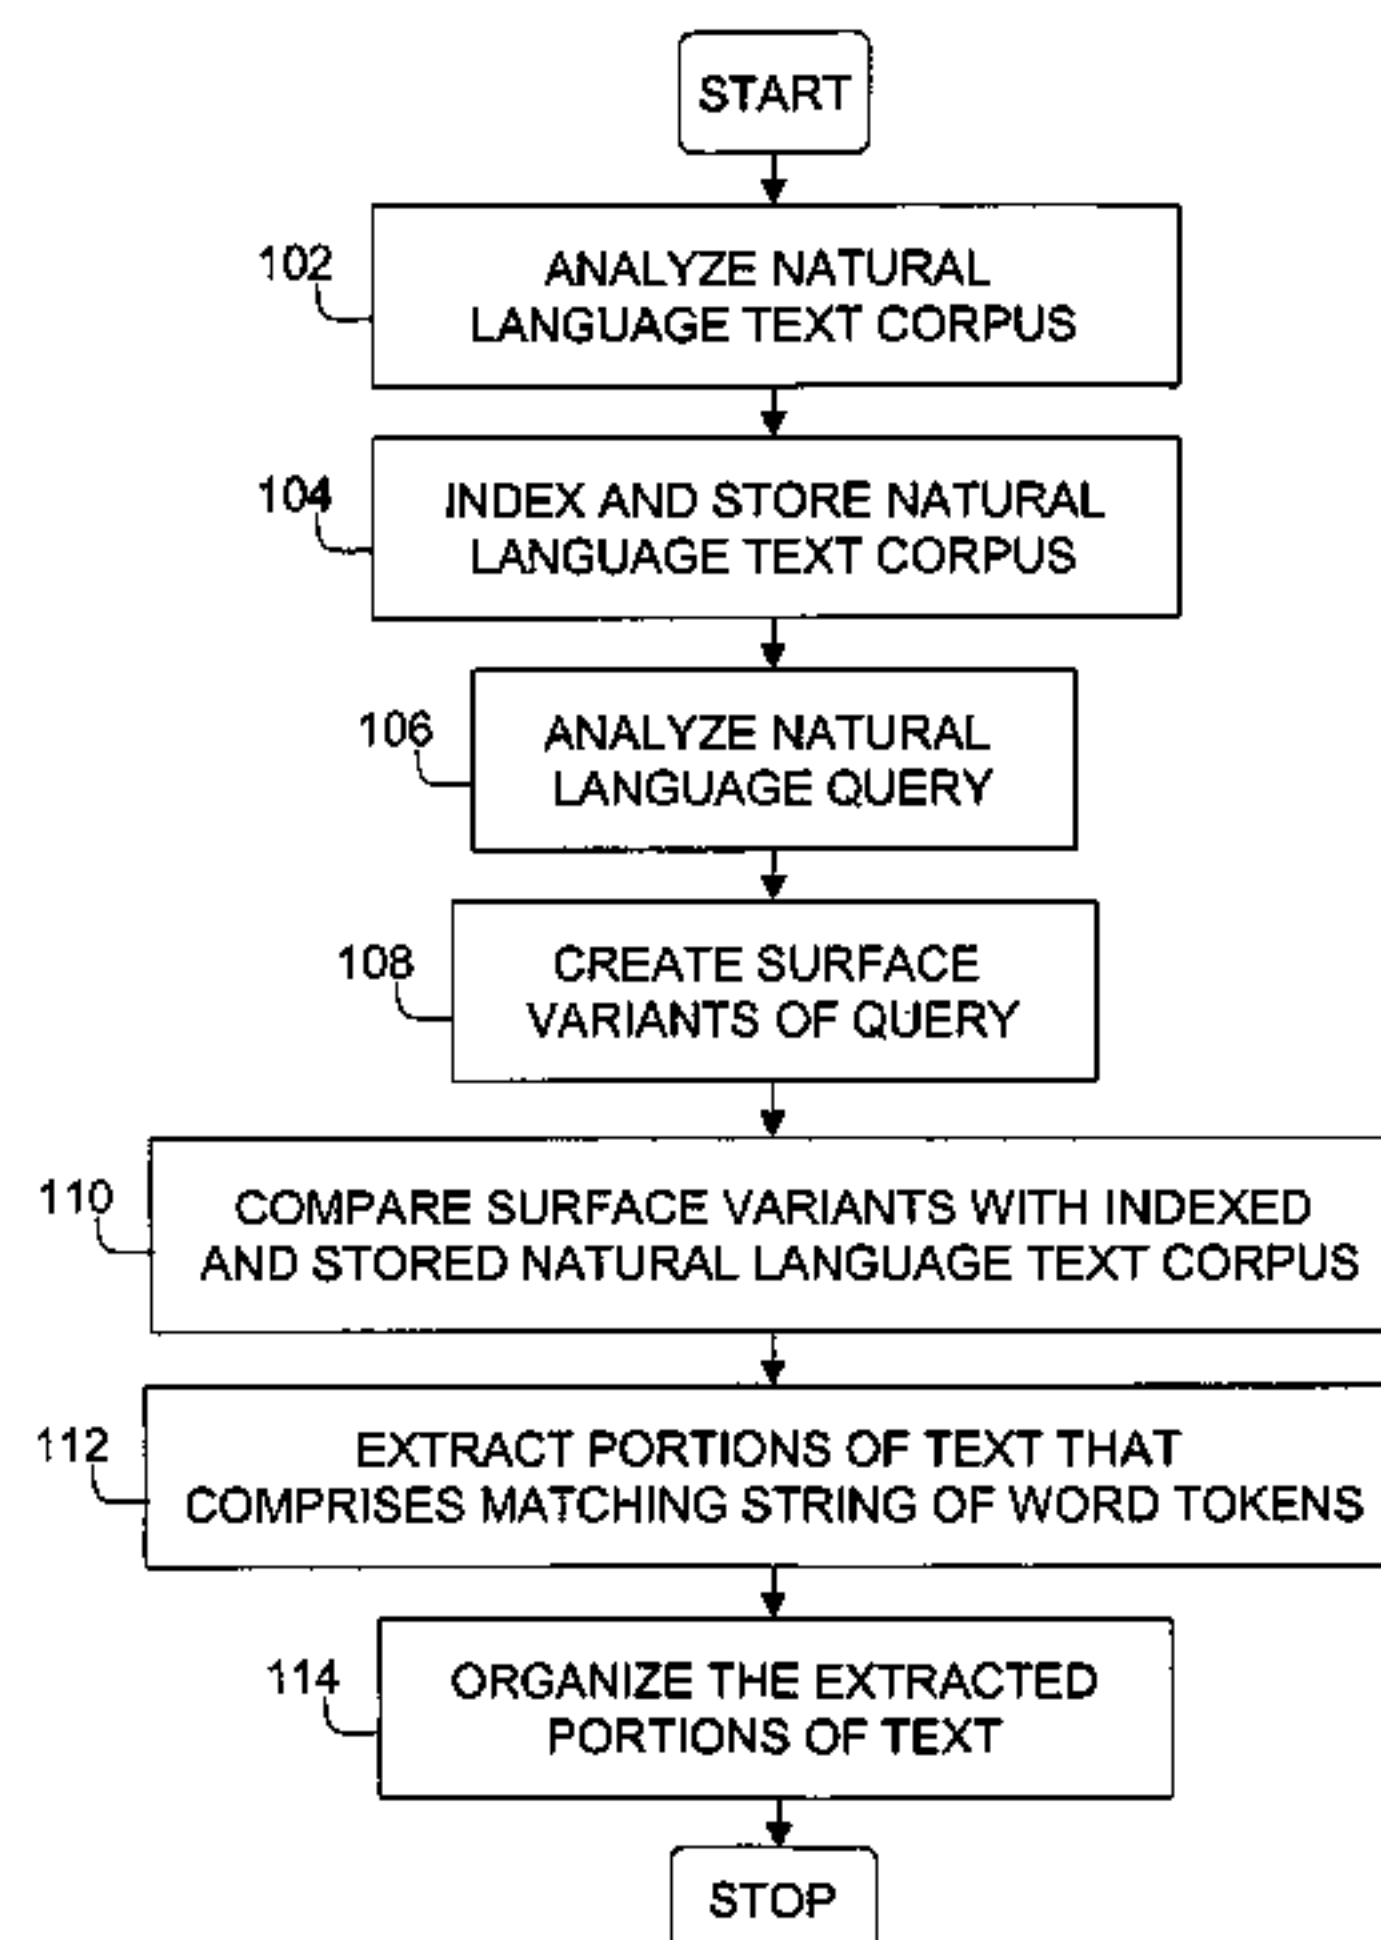 START
102
ANALYZE NATURAL
LANGUAGE TEXT CORPUS
104
INDEX AND STORE NATURAL
LANGUAGE TEXT CORPUS
106
ANALYZE NATURAL
LANGUAGE QUERY
108
CREATE SURFACE
VARIANTS OF QUERY
110
COMPARE SURFACE VARIANTS WITH INDEXED
AND STORED NATURAL LANGUAGE TEXT CORPUS
112
EXTRACT PORTIONS OF TEXT THAT
COMPRISES MATCHING STRING OF WORD TOKENS
114
ORGANIZE THE EXTRACTED
PORTIONS OF TEXT
STOP